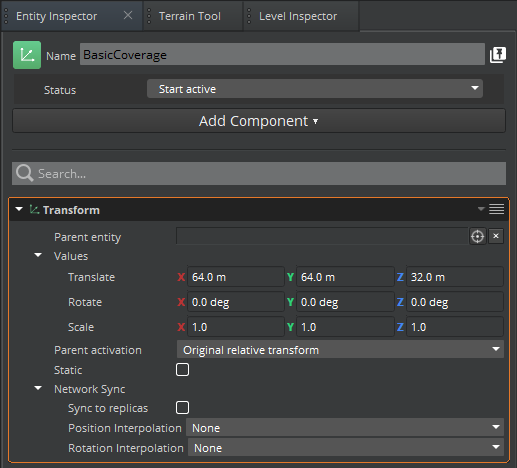 Entity Inspector Terrain Tool Level Inspector
Name BasicCoverage
Status Start active
Add Component
Search...
Transform
Parent entity
Values
Translate X 64.0 m Y 64.0 m Z 32.0 m
Rotate X 0.0 deg Y 0.0 deg Z 0.0 deg
Scale X 1.0 Y 1.0 Z 1.0
Parent activation Original relative transform
Static
Network Sync
Sync to replicas
Position Interpolation None
Rotation Interpolation None